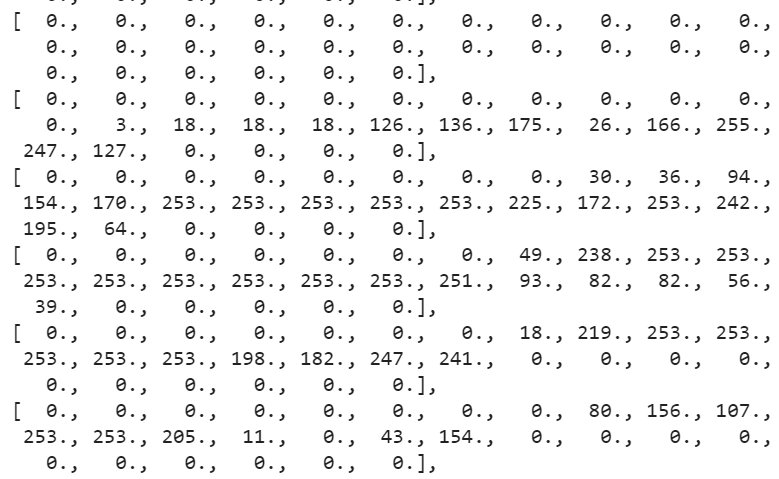 [ 0., 0., 0., 0., 0., 0., 0., 0., 0., 0., 0.,
0., 0., 0., 0., 0., 0., 0., 0., 0., 0., 0.,
0., 0., 0., 0., 0., 0.],
[ 0., 0., 0., 0., 0., 0., 0., 0., 0., 0., 0.,
0., 3., 18., 18., 18., 126., 136., 175., 26., 166., 255.,
247., 127., 0., 0., 0., 0.],
[ 0., 0., 0., 0., 0., 0., 0., 0., 30., 36., 94.,
154., 170., 253., 253., 253., 253., 253., 225., 172., 253., 242.,
195., 64., 0., 0., 0., 0.],
[ 0., 0., 0., 0., 0., 0., 0., 49., 238., 253., 253.,
253., 253., 253., 253., 253., 253., 251., 93., 82., 82., 56.,
39., 0., 0., 0., 0., 0.],
[ 0., 0., 0., 0., 0., 0., 0., 18., 219., 253., 253.,
253., 253., 253., 198., 182., 247., 241., 0., 0., 0., 0.,
0., 0., 0., 0., 0., 0.],
[ 0., 0., 0., 0., 0., 0., 0., 0., 80., 156., 107.,
253., 253., 205., 11., 0., 43., 154., 0., 0., 0., 0.,
0., 0., 0., 0., 0., 0.],